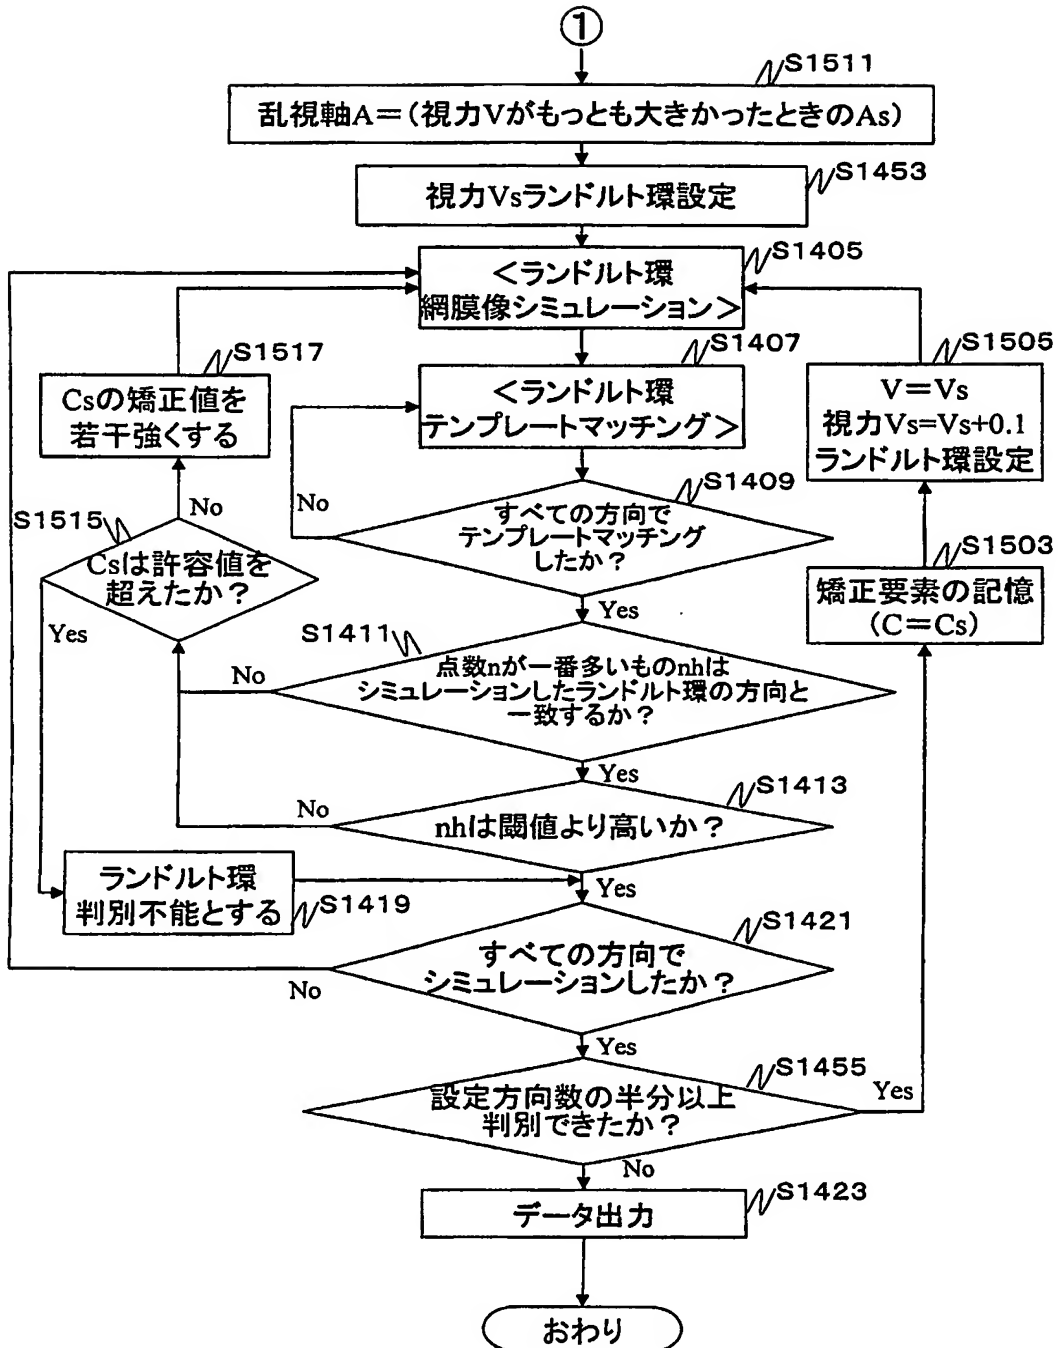 ①
S1511
乱視軸A＝(視力Vがもっとも大きかったときのAs)
S1453
視力Vsランドルト環設定
S1405
＜ランドルト環
網膜像シミュレーション＞
S1517
Csの矯正値を
若干強くする
S1407
＜ランドルト環
テンプレートマッチング＞
S1505
V＝Vs
視力Vs=Vs+0.1
ランドルト環設定
S1409
すべての方向で
テンプレートマッチング
したか？
No
Yes
S1515
Csは許容値を
超えたか？
No
Yes
S1503
矯正要素の記憶
(C＝Cs)
S1411
点数nが一番多いものnhは
シミュレーションしたランドルト環の方向と
一致するか？
No
Yes
S1413
nhは閾値より高いか？
No
Yes
ランドルト環
判別不能とする
S1419
S1421
すべての方向で
シミュレーションしたか？
No
Yes
S1455
設定方向数の半分以上
判別できたか？
Yes
No
S1423
データ出力
おわり